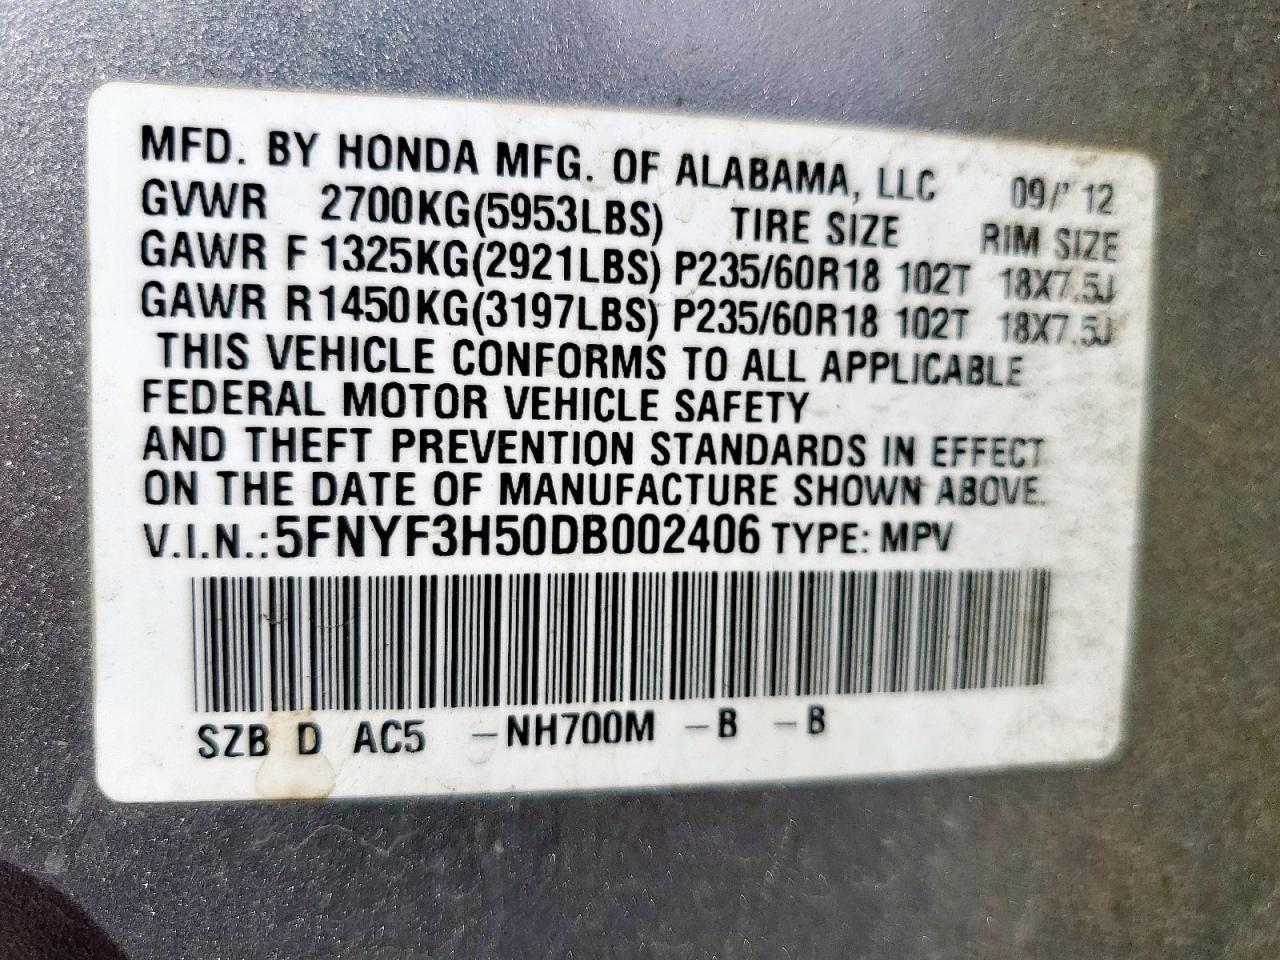 MFD. BY HONDA MFG. OF ALABAMA, LLC 09/ 12
GVWR 2700KG(5953LBS) TIRE SIZE RIM SIZE
GAWR F 1325KG(2921LBS) P235/60R18 102T 18X7.5J
GAWR R 1450KG(3197LBS) P235/60R18 102T 18X7.5J
THIS VEHICLE CONFORMS TO ALL APPLICABLE
FEDERAL MOTOR VEHICLE SAFETY
AND THEFT PREVENTION STANDARDS IN EFFECT
ON THE DATE OF MANUFACTURE SHOWN ABOVE.
V.I.N.: 5FNYF3H50DB002406 TYPE: MPV
SZB D AC5 –NH700M –B –B